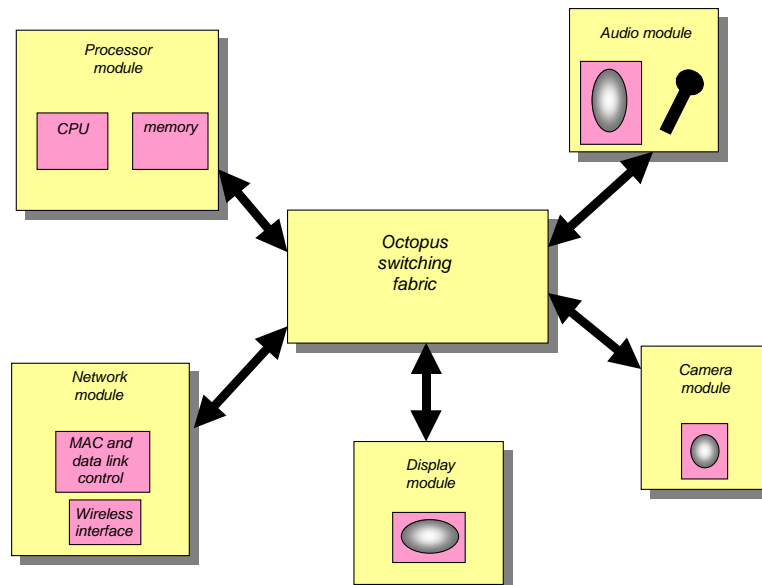 Processor
module
CPU
memory
Audio module
Octopus
switching
fabric
Network
module
MAC and
data link
control
Wireless
interface
Display
module
Camera
module